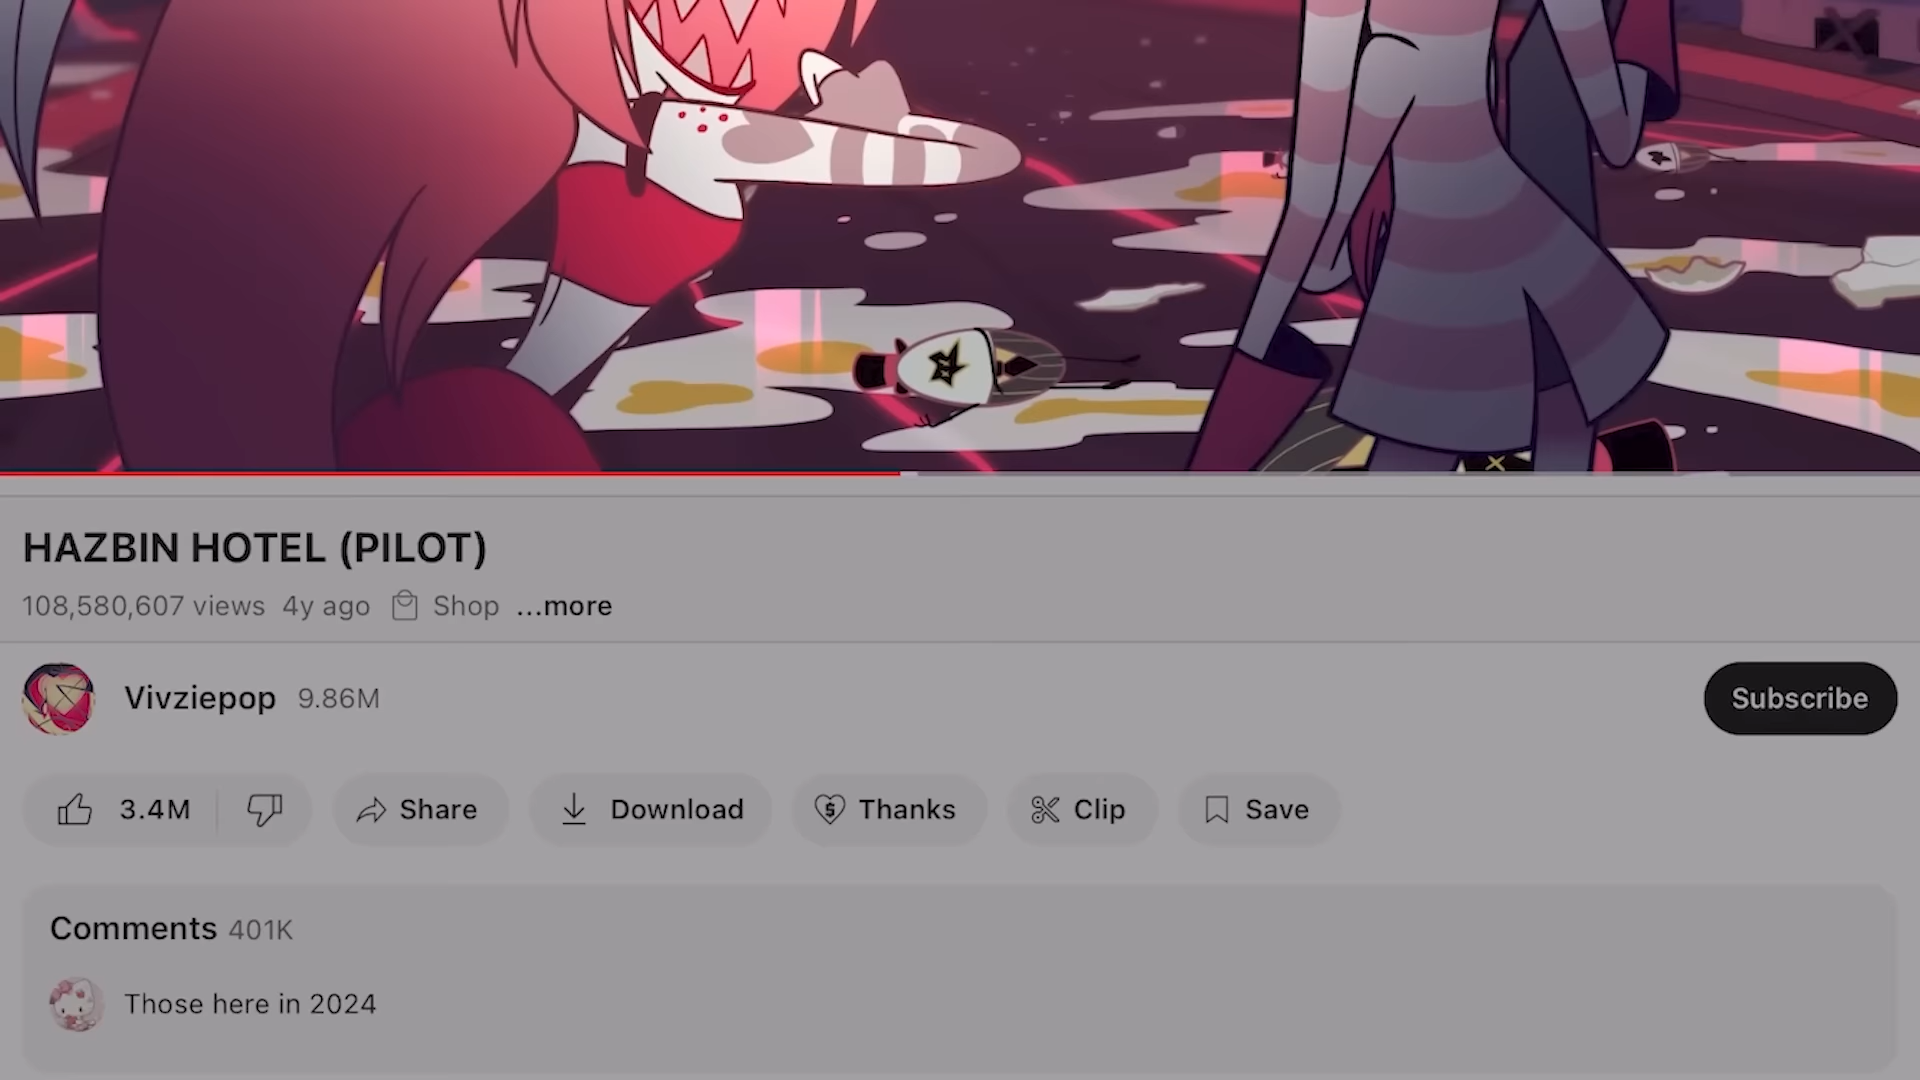 HAZBIN HOTEL (PILOT)
108,580,607 views 4y ago Shop ...more
Vivziepop 9.86M
Subscribe
3.4M Share Download Thanks Clip Save
Comments 401K
Those here in 2024